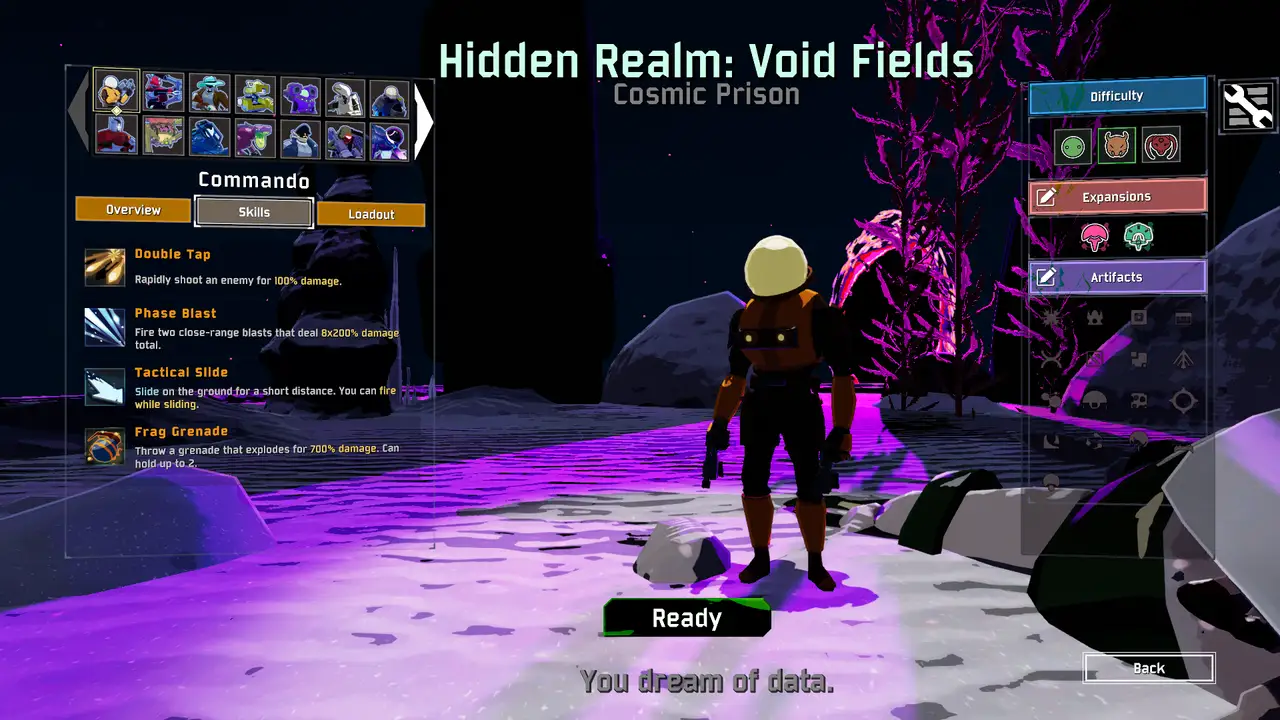 Hidden Realm: Void Fields
Cosmic Prison
Commando
Overview
Skills
Loadout
Double Tap
Rapidly shoot an enemy for 100% damage.
Phase Blast
Fire two close-range blasts that deal 8x200% damage
total.
Tactical Slide
Slide on the ground for a short distance. You can fire
while sliding.
Frag Grenade
Throw a grenade that explodes for 700% damage. Can
hold up to 2.
Difficulty
Expansions
Artifacts
Ready
You dream of data.
Back